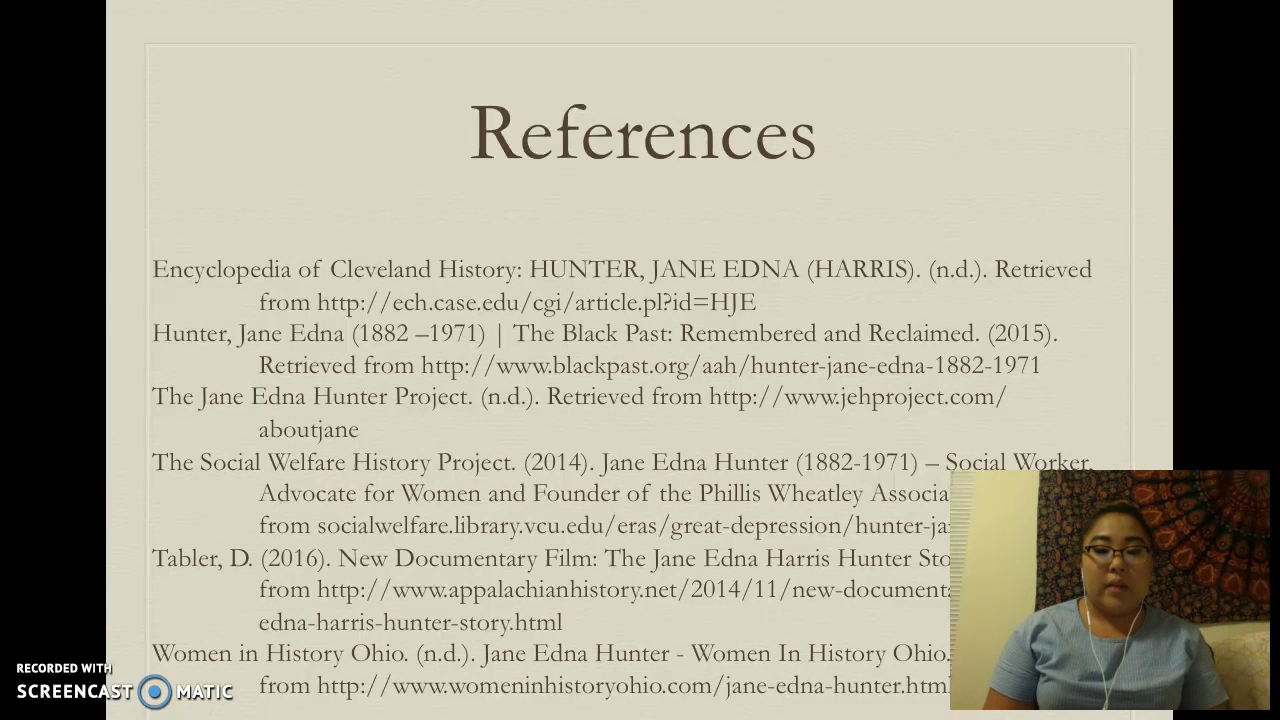 References
Encyclopedia of Cleveland History: HUNTER, JANE EDNA (HARRIS). (n.d.). Retrieved
from http://ech.case.edu/cgi/article.pl?id=HJE
Hunter, Jane Edna (1882 –1971) | The Black Past: Remembered and Reclaimed. (2015).
Retrieved from http://www.blackpast.org/aah/hunter-jane-edna-1882-1971
The Jane Edna Hunter Project. (n.d.). Retrieved from http://www.jehproject.com/
aboutjane
The Social Welfare History Project. (2014). Jane Edna Hunter (1882-1971) – Social Worker,
Advocate for Women and Founder of the Phillis Wheatley Associa
from socialwelfare.library.vcu.edu/eras/great-depression/hunter-ja
Tabler, D. (2016). New Documentary Film: The Jane Edna Harris Hunter Sto
from http://www.appalachianhistory.net/2014/11/new-documenta
edna-harris-hunter-story.html
Women in History Ohio. (n.d.). Jane Edna Hunter - Women In History Ohio.
from http://www.womeninhistoryohio.com/jane-edna-hunter.html
RECORDED WITH
SCREENCAST MATIC